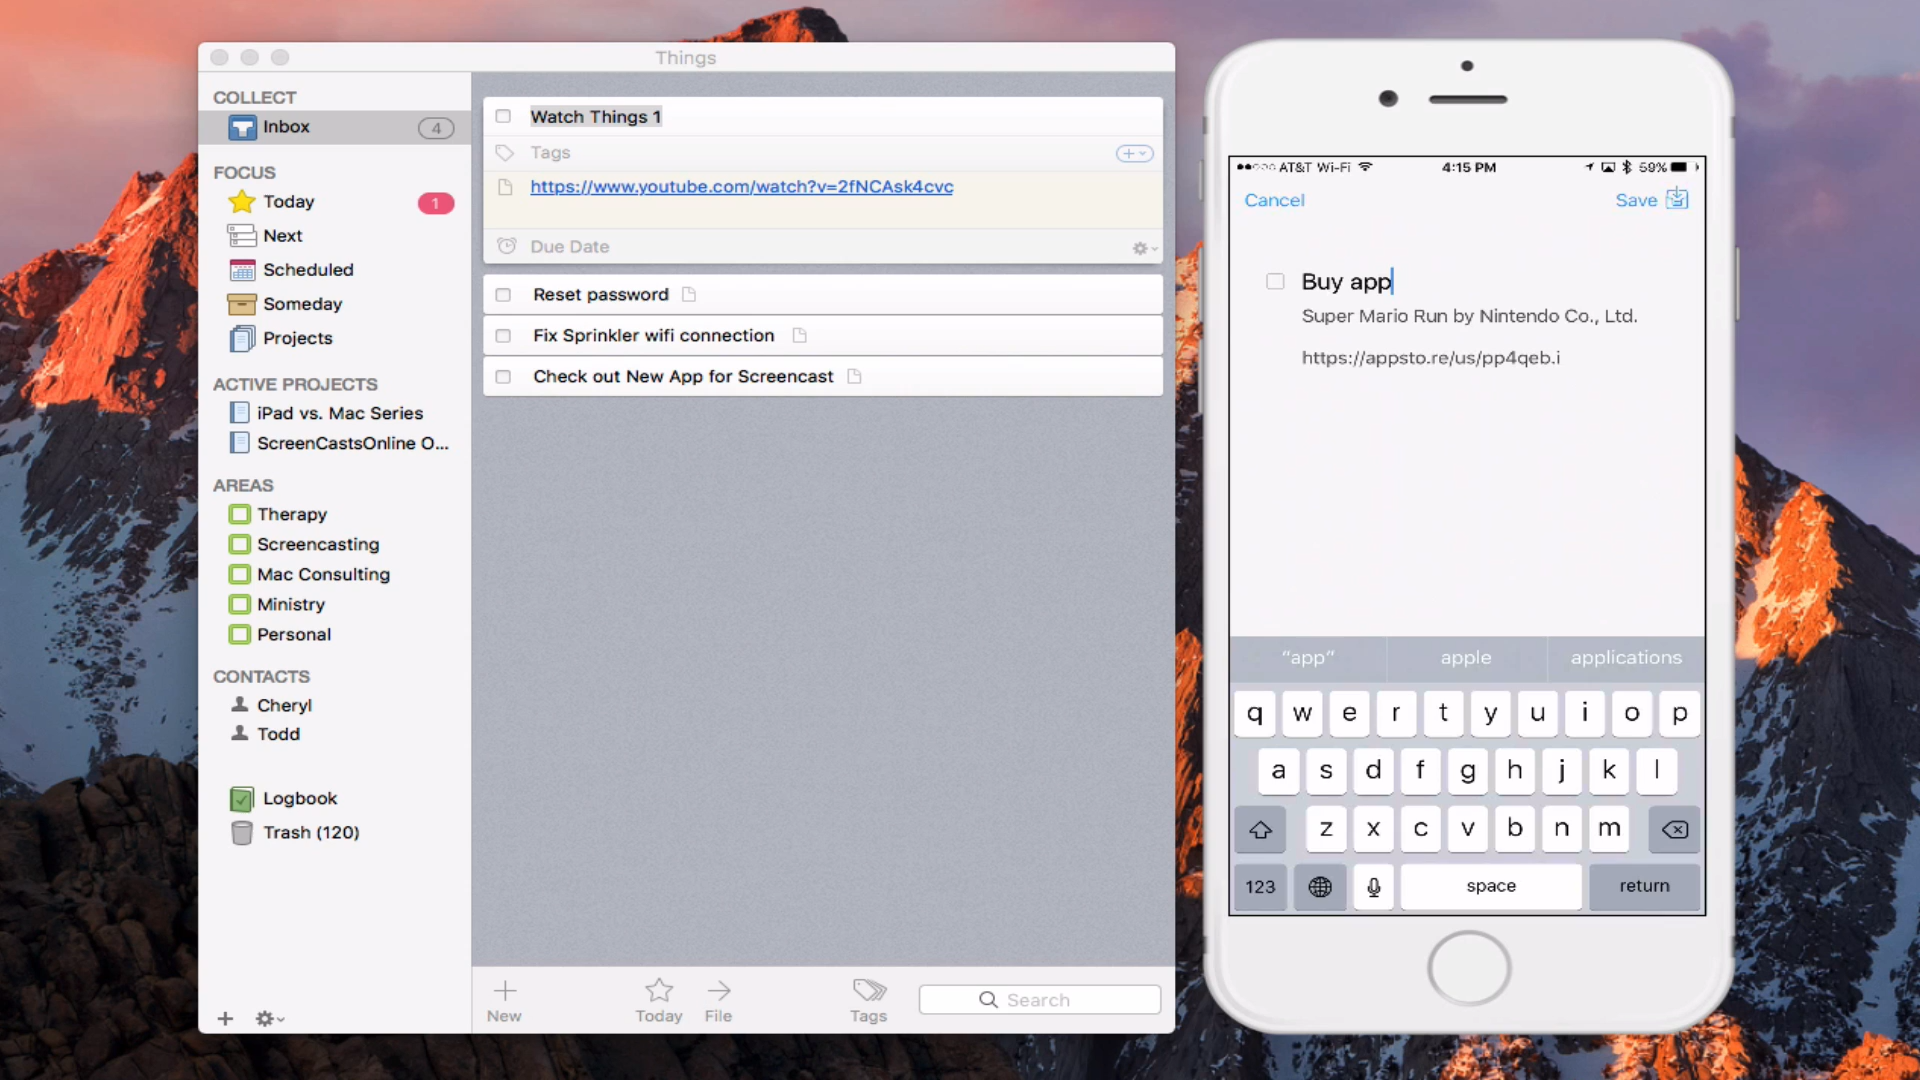 Things
COLLECT
Inbox 4
FOCUS
Today 1
Next
Scheduled
Someday
Projects
ACTIVE PROJECTS
iPad vs. Mac Series
ScreenCastsOnline O...
AREAS
Therapy
Screencasting
Mac Consulting
Ministry
Personal
CONTACTS
Cheryl
Todd
Logbook
Trash (120)
Watch Things 1
Tags
https://www.youtube.com/watch?v=2fNCAsk4cvc
Due Date
Reset password
Fix Sprinkler wifi connection
Check out New App for Screencast
New
Today
File
Tags
Search
AT&T Wi-Fi 4:15 PM 59%
Cancel Save
Buy app
Super Mario Run by Nintendo Co., Ltd.
https://appsto.re/us/pp4qeb.i
“app” apple applications
q w e r t y u i o p
a s d f g h j k l
z x c v b n m
123 space return